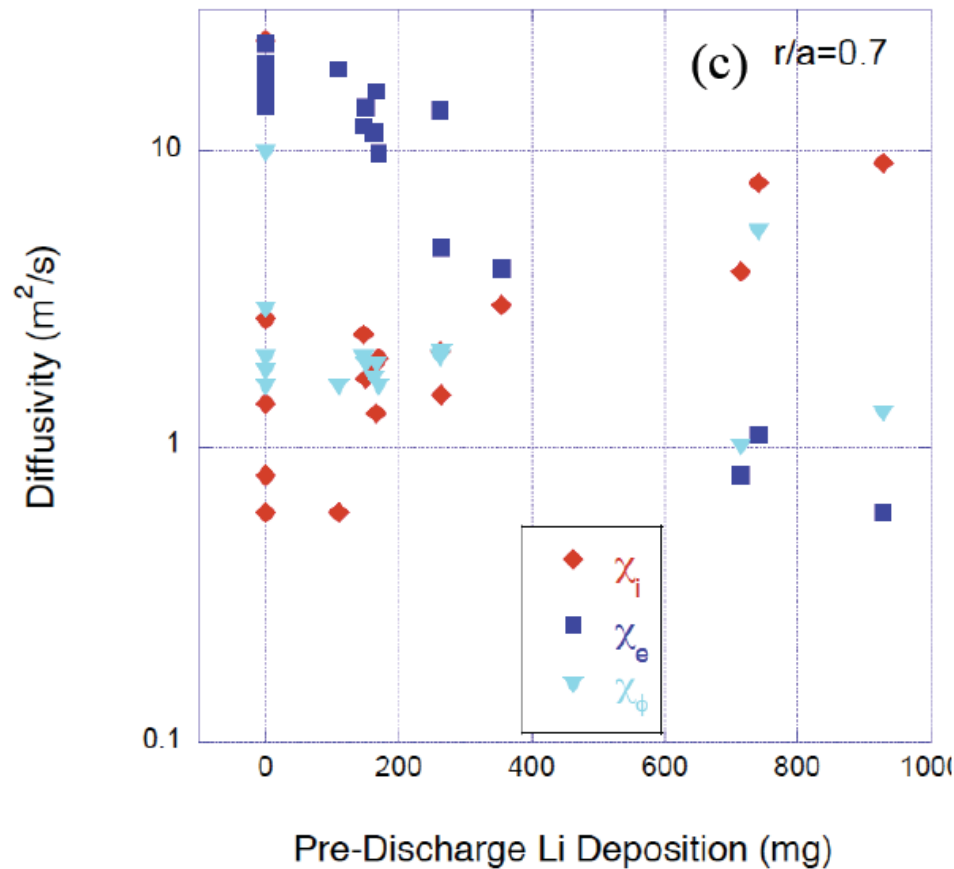 (c) r/a=0.7
10
1
0.1
Diffusivity (m²/s)
χi
χe
χϕ
0 200 400 600 800 1000
Pre-Discharge Li Deposition (mg)